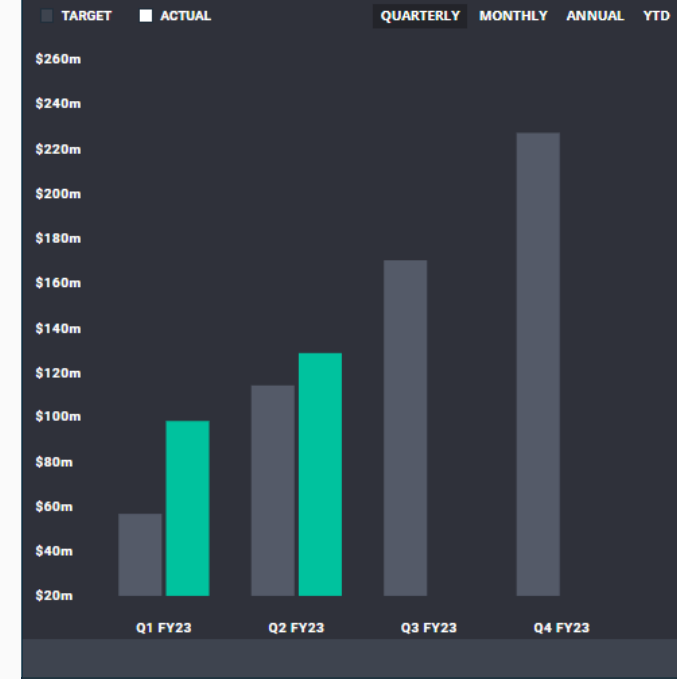 TARGET ACTUAL QUARTERLY MONTHLY ANNUAL YTD
$260m
$240m
$220m
$200m
$180m
$160m
$140m
$120m
$100m
$80m
$60m
$40m
$20m
Q1 FY23 Q2 FY23 Q3 FY23 Q4 FY23